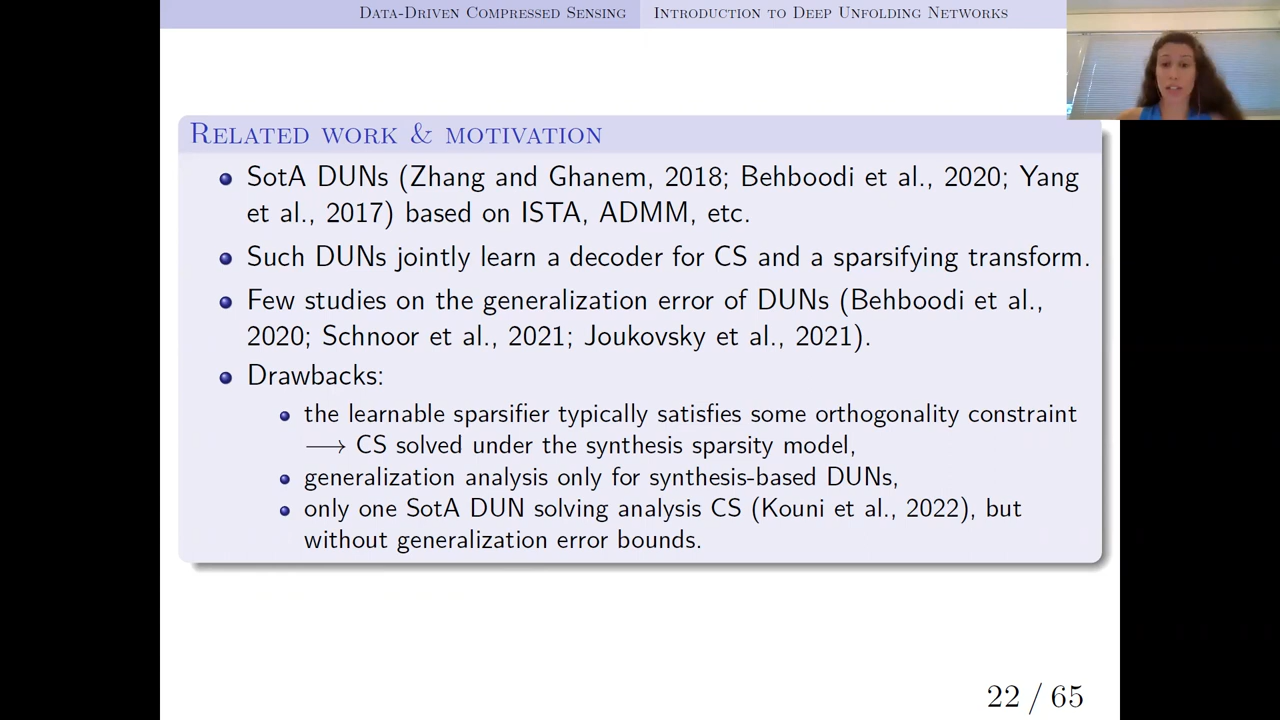 Data-Driven Compressed Sensing Introduction to Deep Unfolding Networks
Related work & motivation
SotA DUNs (Zhang and Ghanem, 2018; Behboodi et al., 2020; Yang
et al., 2017) based on ISTA, ADMM, etc.
Such DUNs jointly learn a decoder for CS and a sparsifying transform.
Few studies on the generalization error of DUNs (Behboodi et al.,
2020; Schnoor et al., 2021; Joukovsky et al., 2021).
Drawbacks:
the learnable sparsifier typically satisfies some orthogonality constraint
⟶ CS solved under the synthesis sparsity model,
generalization analysis only for synthesis-based DUNs,
only one SotA DUN solving analysis CS (Kouni et al., 2022), but
without generalization error bounds.
22 / 65